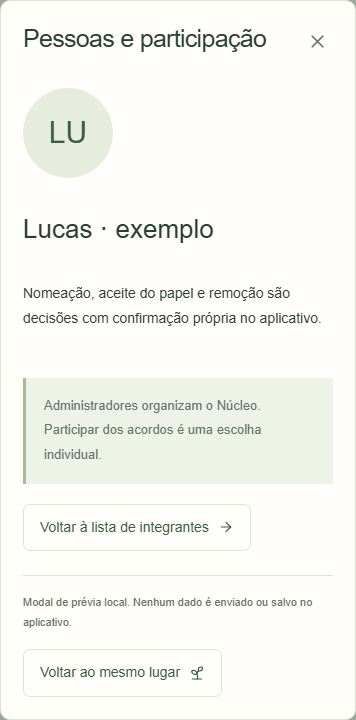 Pessoas e participação
LU
Lucas · exemplo
Nomeação, aceite do papel e remoção são
decisões com confirmação própria no aplicativo.
Administradores organizam o Núcleo.
Participar dos acordos é uma escolha
individual.
Voltar à lista de integrantes
Modal de prévia local. Nenhum dado é enviado ou salvo no
aplicativo.
Voltar ao mesmo lugar